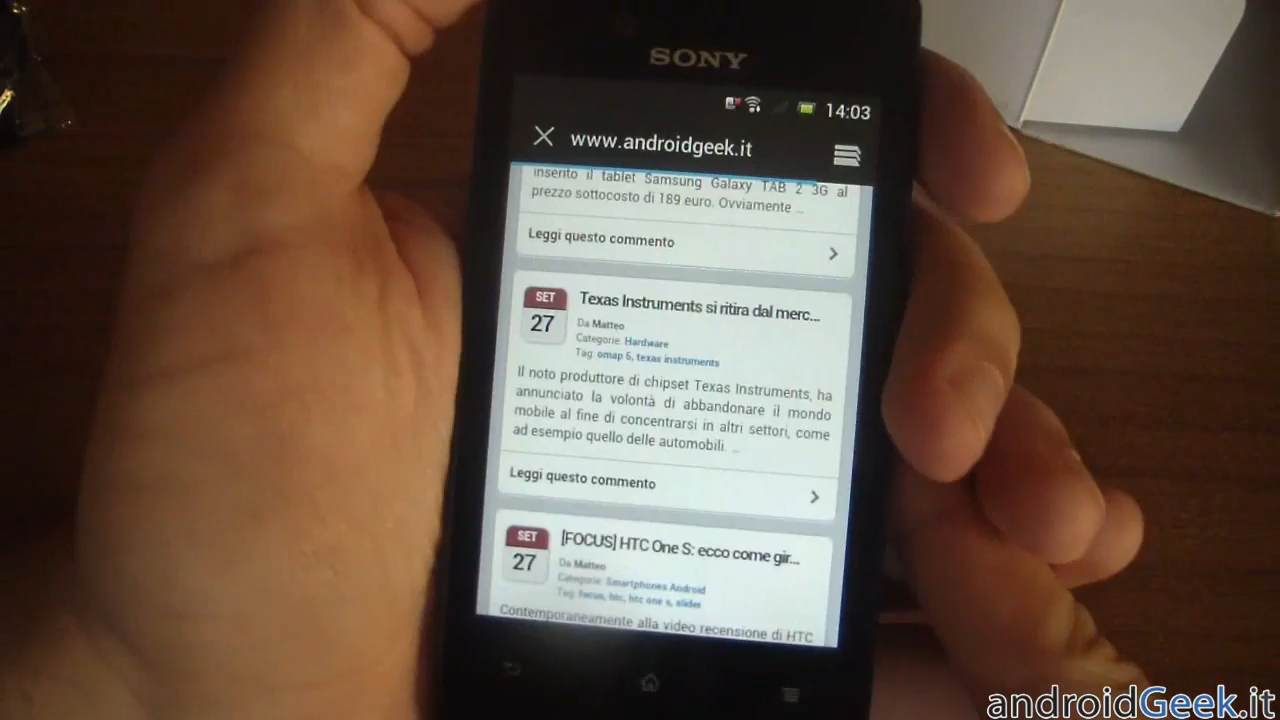 SONY
14:03
www.androidgeek.it
inserito il tablet Samsung Galaxy TAB 2 3G al
prezzo sottocosto di 189 euro. Ovviamente ...
Leggi questo commento
SET
27
Texas Instruments si ritira dal merc...
Da Matteo
Categorie: Hardware
Tag: omap 5, texas instruments
Il noto produttore di chipset Texas Instruments, ha
annunciato la volontà di abbandonare il mondo
mobile al fine di concentrarsi in altri settori, come
ad esempio quello delle automobili. ...
Leggi questo commento
SET
27
[FOCUS] HTC One S: ecco come gir...
Da Matteo
Categorie: Smartphones Android
Tag: focus, htc, htc one s, slides
Contemporaneamente alla video recensione di HTC
androidGeek.it